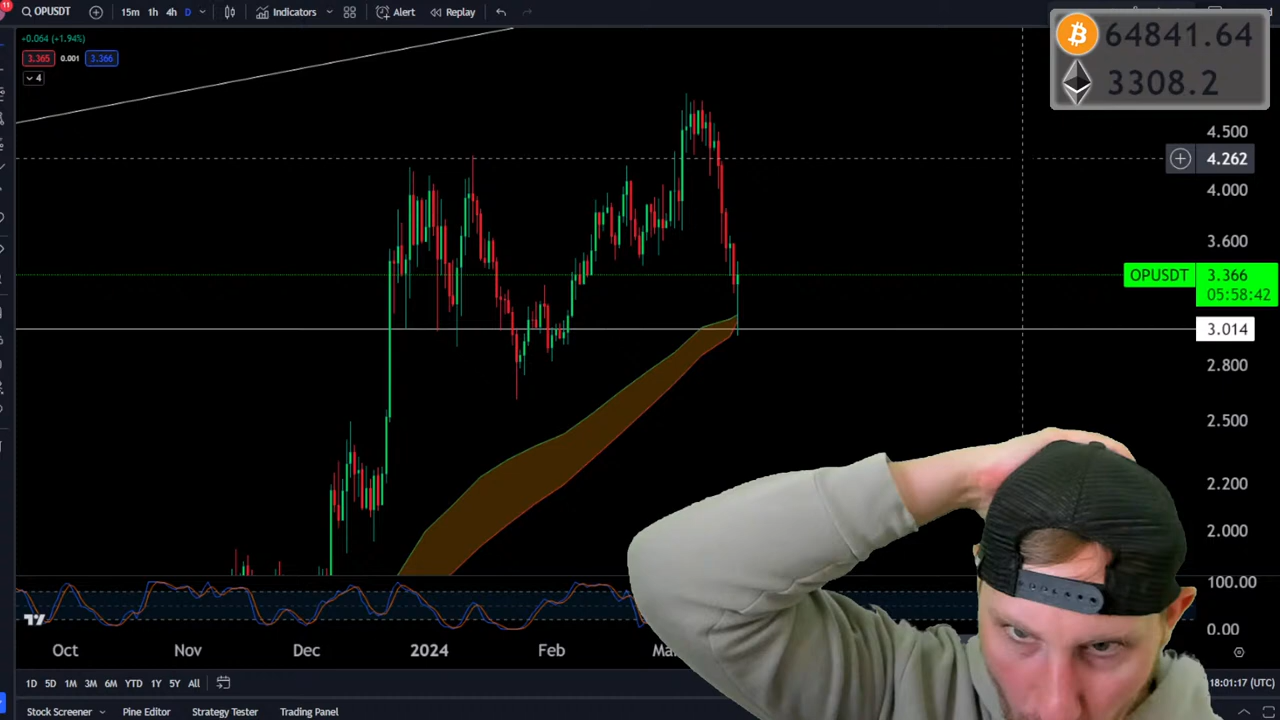 11
OPUSDT 15m 1h 4h D Indicators Alert Replay
+0.064 (+1.94%)
3.365 0.001 3.366
4
64841.64
3308.2
4.500
4.262
4.000
3.600
OPUSDT 3.366
05:58:42
3.014
2.800
2.500
2.200
2.000
100.00
0.00
Oct Nov Dec 2024 Feb
1D 5D 1M 3M 6M YTD 1Y 5Y All
18:01:17 (UTC)
Stock Screener Pine Editor Strategy Tester Trading Panel